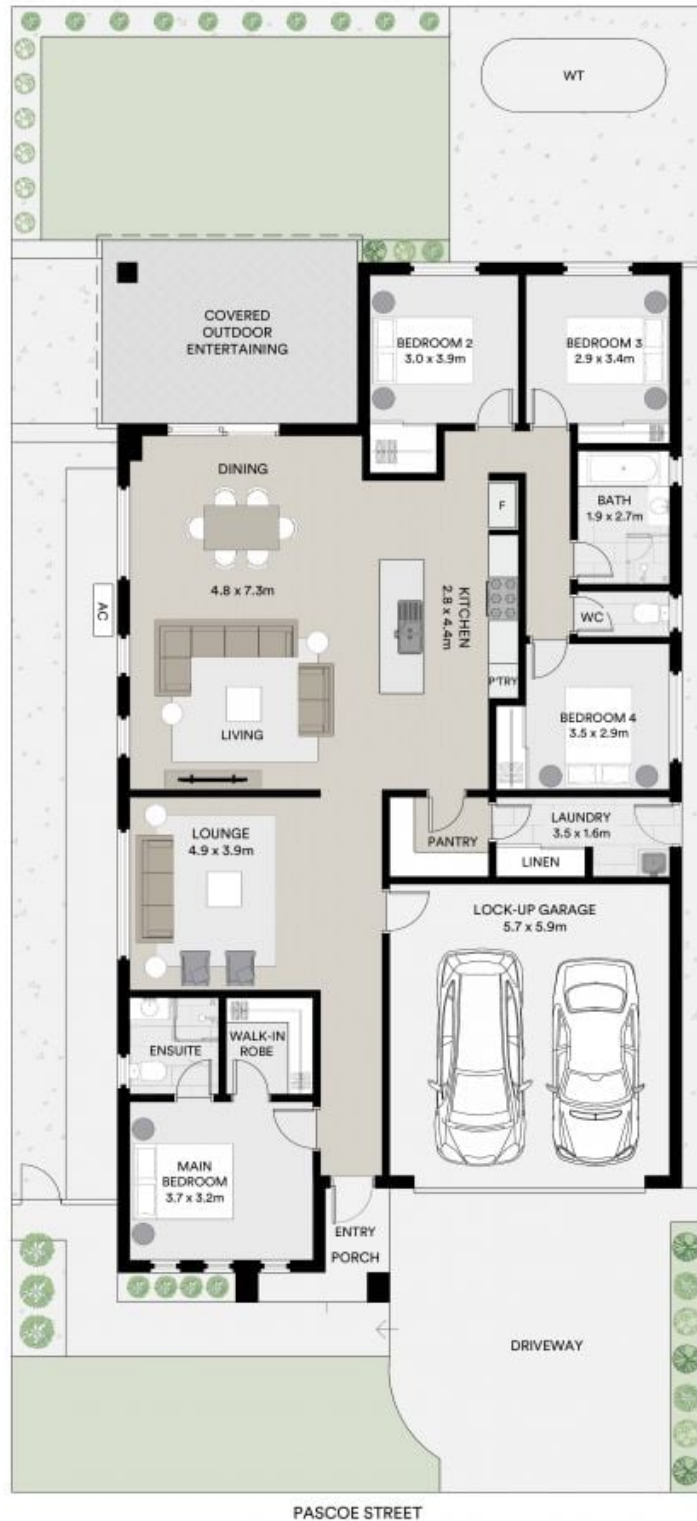 WT
COVERED
OUTDOOR
ENTERTAINING
BEDROOM 2
3.0 x 3.9m
BEDROOM 3
2.9 x 3.4m
DINING
4.8 x 7.3m
F
KITCHEN
2.8 x 4.4m
BATH
1.9 x 2.7m
AC
WC
P'TRY
BEDROOM 4
3.5 x 2.9m
LIVING
LOUNGE
4.9 x 3.9m
PANTRY
LAUNDRY
3.5 x 1.6m
LINEN
LOCK-UP GARAGE
5.7 x 5.9m
ENSUITE
WALK-IN
ROBE
MAIN
BEDROOM
3.7 x 3.2m
ENTRY
PORCH
DRIVEWAY
PASCOE STREET